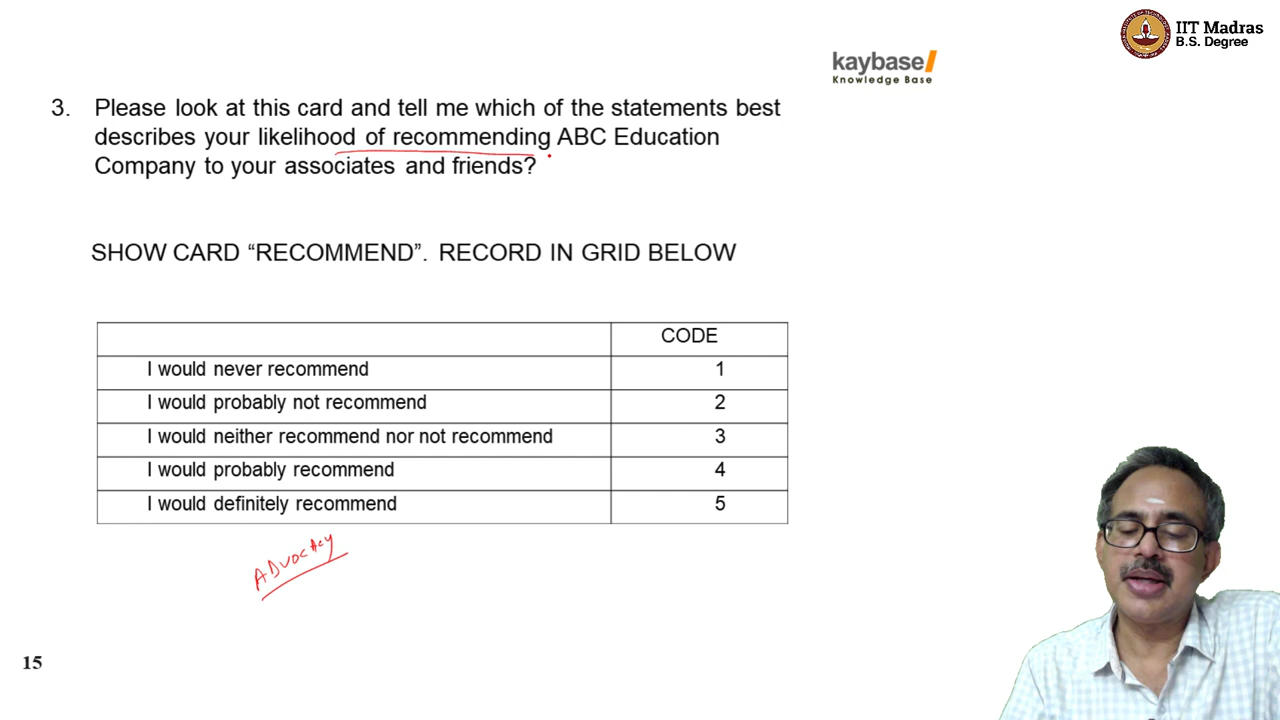 IIT Madras
B.S. Degree
kaybase
Knowledge Base
3. Please look at this card and tell me which of the statements best
describes your likelihood of recommending ABC Education
Company to your associates and friends?
SHOW CARD “RECOMMEND”. RECORD IN GRID BELOW
CODE
I would never recommend 1
I would probably not recommend 2
I would neither recommend nor not recommend 3
I would probably recommend 4
I would definitely recommend 5
ADVOCACY
15